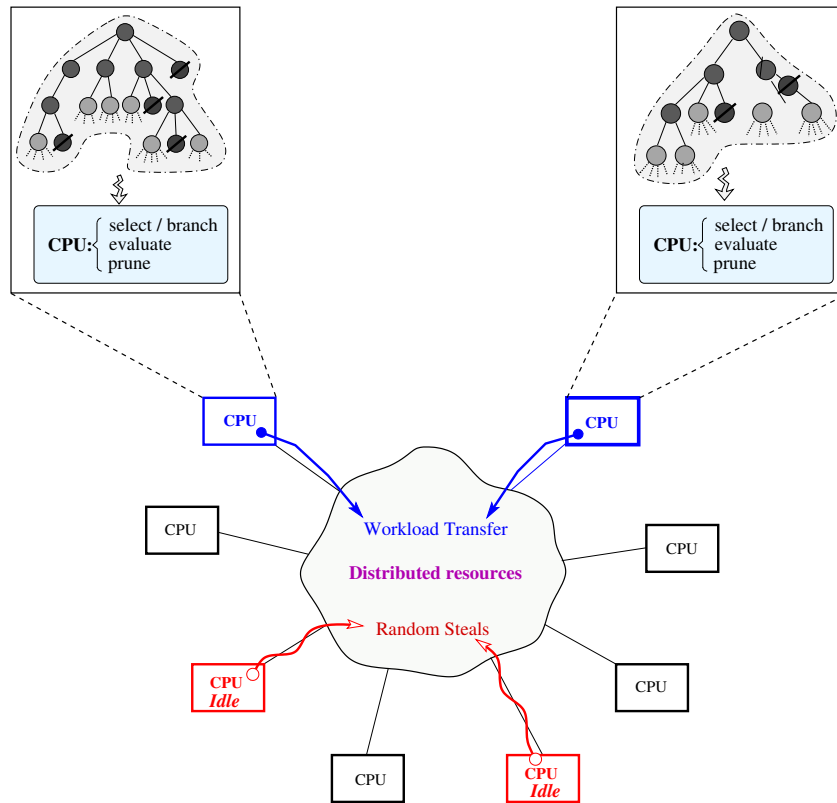 CPU:
select / branch
evaluate
prune
CPU:
select / branch
evaluate
prune
CPU
CPU
Workload Transfer
CPU
CPU
Distributed resources
Random Steals
CPU
Idle
CPU
CPU
CPU
Idle